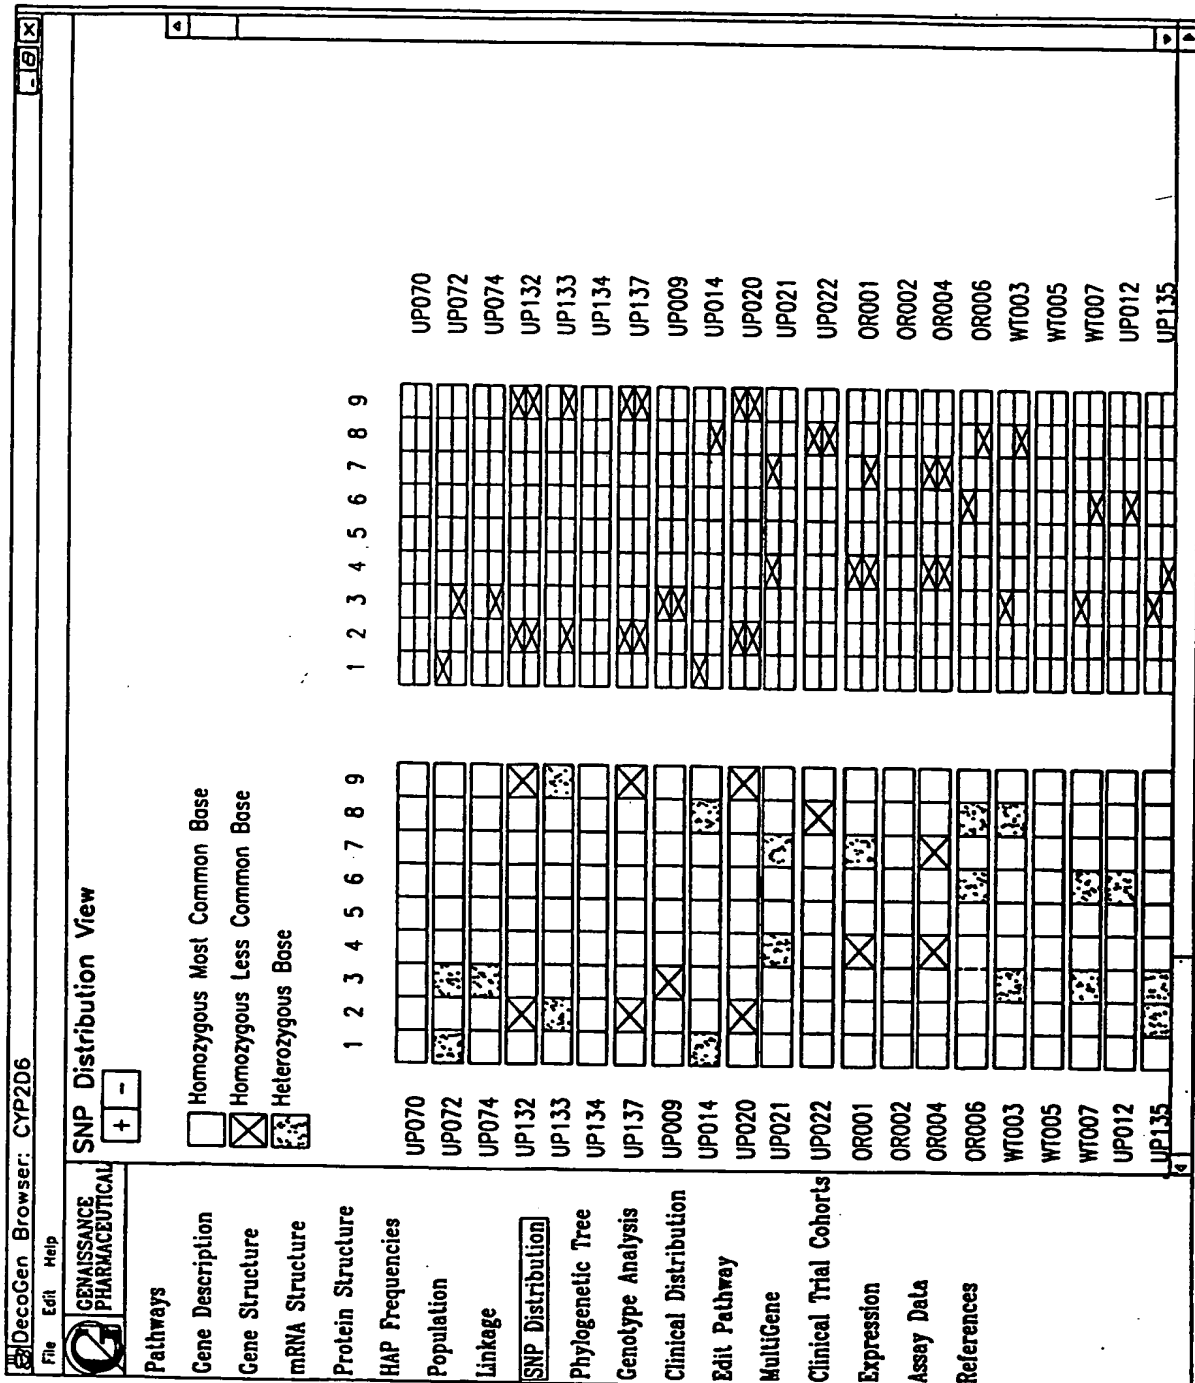 DecoGen Browser: CYP2D6
File Edit Help
GENAISSANCE
PHARMACEUTICAL
Pathways
Gene Description
Gene Structure
mRNA Structure
Protein Structure
HAP Frequencies
Population
Linkage
SNP Distribution
Phylogenetic Tree
Genotype Analysis
Clinical Distribution
Edit Pathway
MultiGene
Clinical Trial Cohorts
Expression
Assay Data
References
SNP Distribution View
+ -
Homozygous Most Common Base
Homozygous Less Common Base
Heterozygous Base
1 2 3 4 5 6 7 8 9 1 2 3 4 5 6 7 8 9
UP070 UP070
UP072 UP072
UP074 UP074
UP132 UP132
UP133 UP133
UP134 UP134
UP137 UP137
UP009 UP009
UP014 UP014
UP020 UP020
UP021 UP021
UP022 UP022
OR001 OR001
OR002 OR002
OR004 OR004
OR006 OR006
WT003 WT003
WT005 WT005
WT007 WT007
UP012 UP012
UP135 UP135